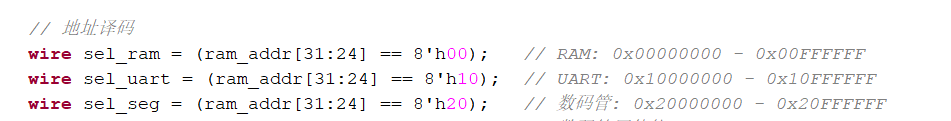 // 地址译码
wire sel_ram = (ram_addr[31:24] == 8'h00); // RAM: 0x00000000 - 0x00FFFFFF
wire sel_uart = (ram_addr[31:24] == 8'h10); // UART: 0x10000000 - 0x10FFFFFF
wire sel_seg = (ram_addr[31:24] == 8'h20); // 数码管: 0x20000000 - 0x20FFFFFF